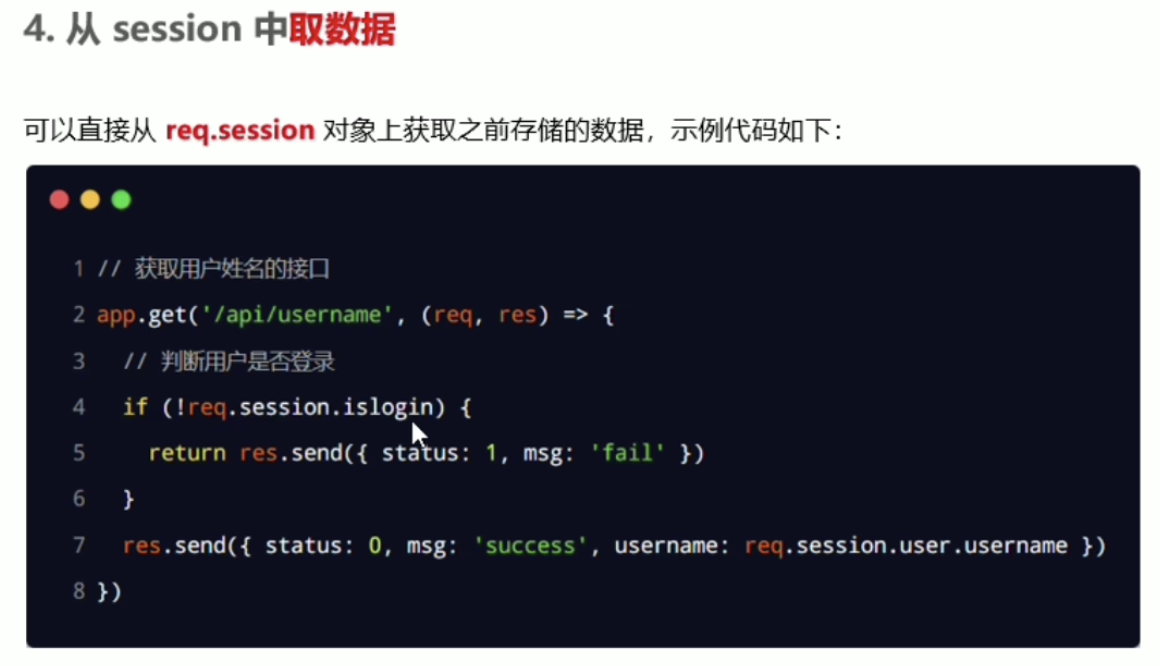 4. 从 session 中取数据
可以直接从 req.session 对象上获取之前存储的数据，示例代码如下：
1 // 获取用户姓名的接口
2 app.get('/api/username', (req, res) => {
3   // 判断用户是否登录
4   if (!req.session.islogin) {
5     return res.send({ status: 1, msg: 'fail' })
6   }
7   res.send({ status: 0, msg: 'success', username: req.session.user.username })
8 })